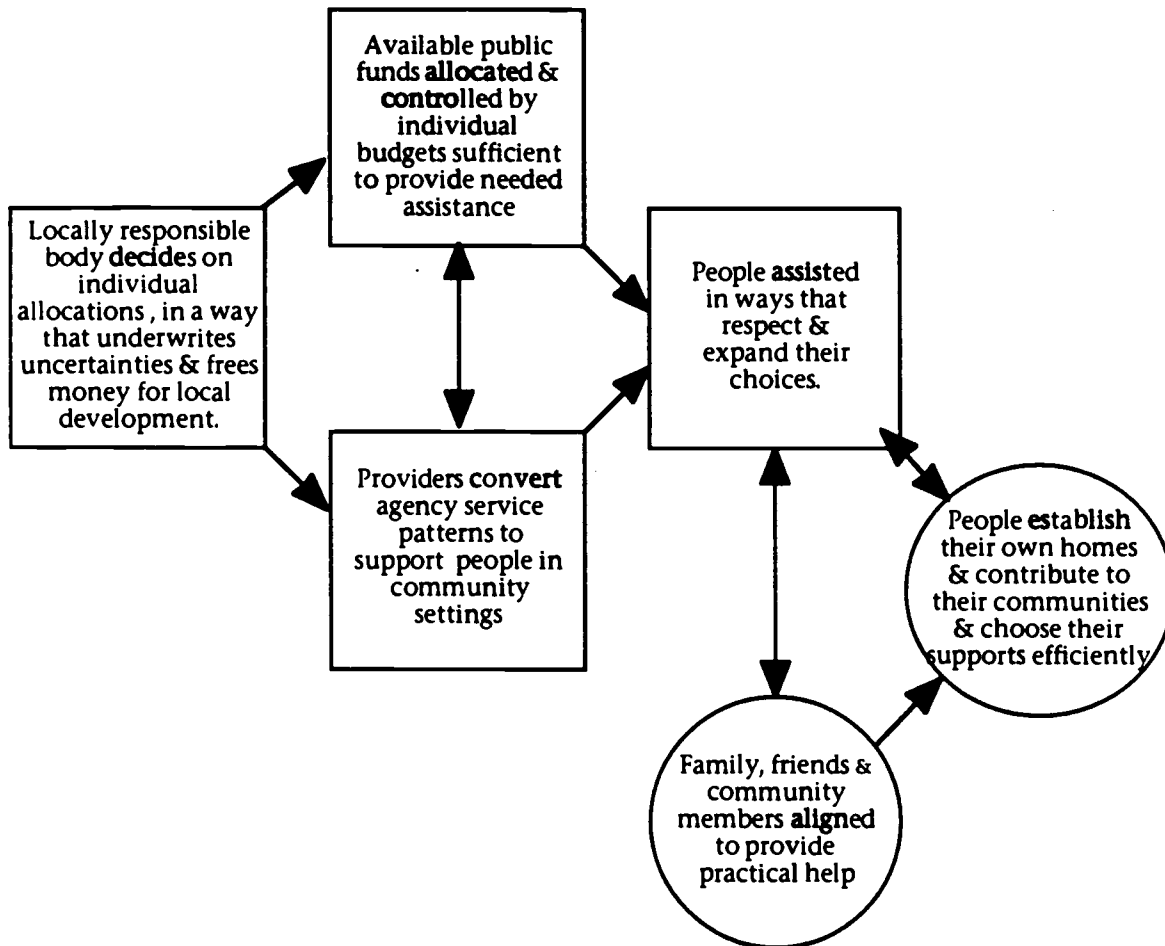 Available public
funds allocated &
controlled by
individual
budgets sufficient
to provide needed
assistance
Locally responsible
body decides on
individual
allocations , in a way
that underwrites
uncertainties & frees
money for local
development.
People assisted
in ways that
respect &
expand their
choices.
Providers convert
agency service
patterns to
support people in
community
settings
People establish
their own homes
& contribute to
their communities
& choose their
supports efficiently
Family, friends &
community
members aligned
to provide
practical help